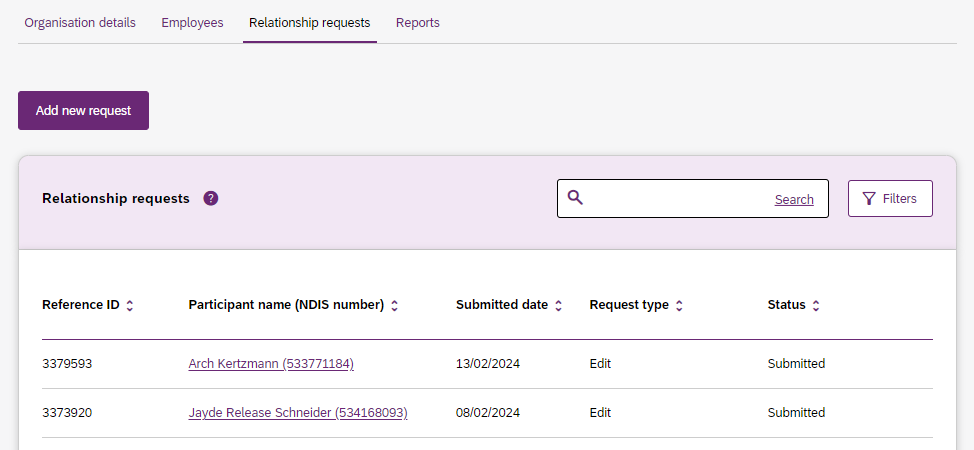 Organisation details Employees Relationship requests Reports
Add new request
Relationship requests ? Search Filters
Reference ID Participant name (NDIS number) Submitted date Request type Status
3379593 Arch Kertzmann (533771184) 13/02/2024 Edit Submitted
3373920 Jayde Release Schneider (534168093) 08/02/2024 Edit Submitted